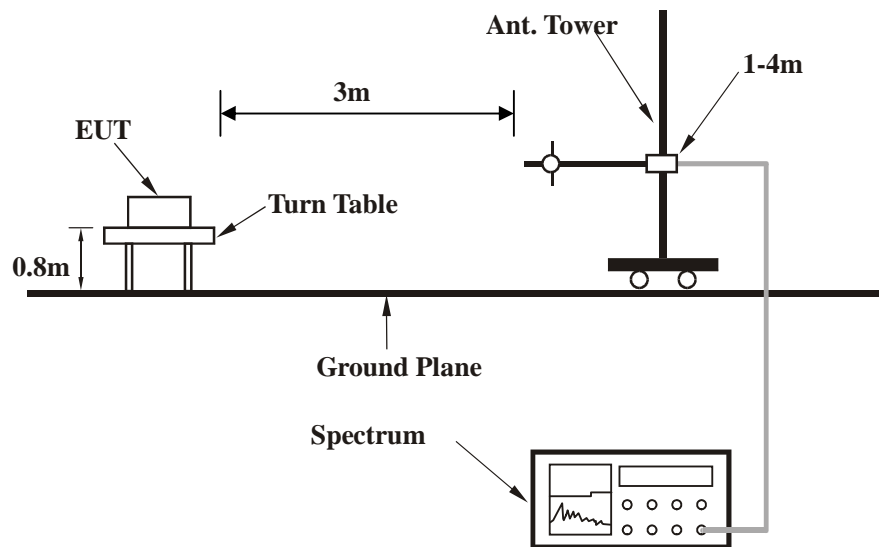 Ant. Tower
1-4m
3m
EUT
Turn Table
0.8m
Ground Plane
Spectrum